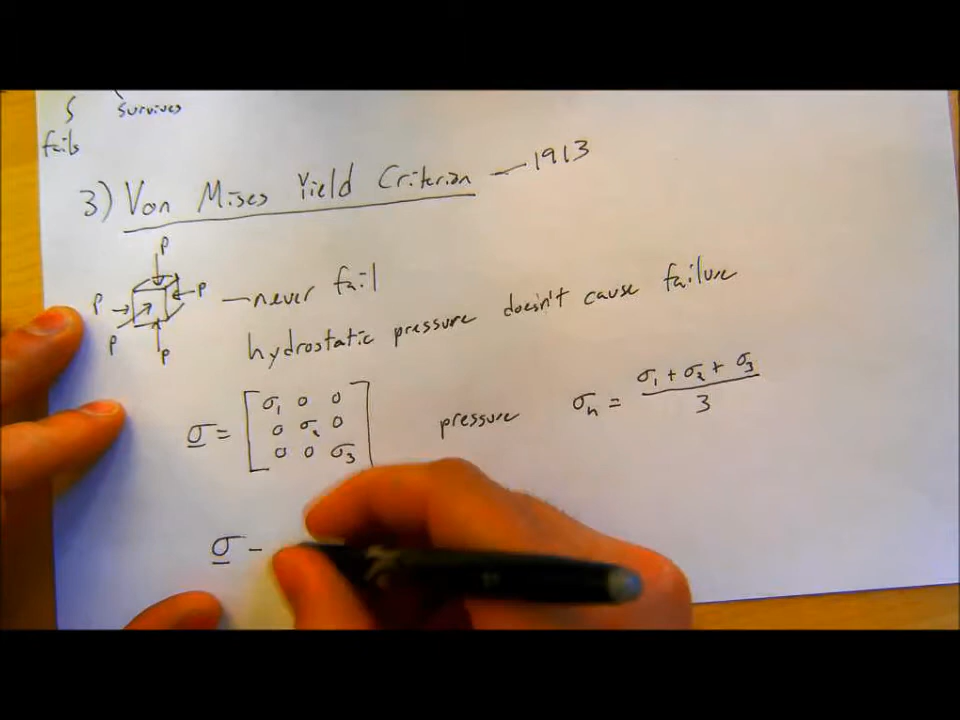 survives
fails
3) Von Mises Yield Criterion — 1913
P
P → ← P — never fail
P P
hydrostatic pressure doesn't cause failure
σ = [σ₁ 0 0
0 σ₂ 0
0 0 σ₃]
pressure σₕ = (σ₁ + σ₂ + σ₃) / 3
σ -